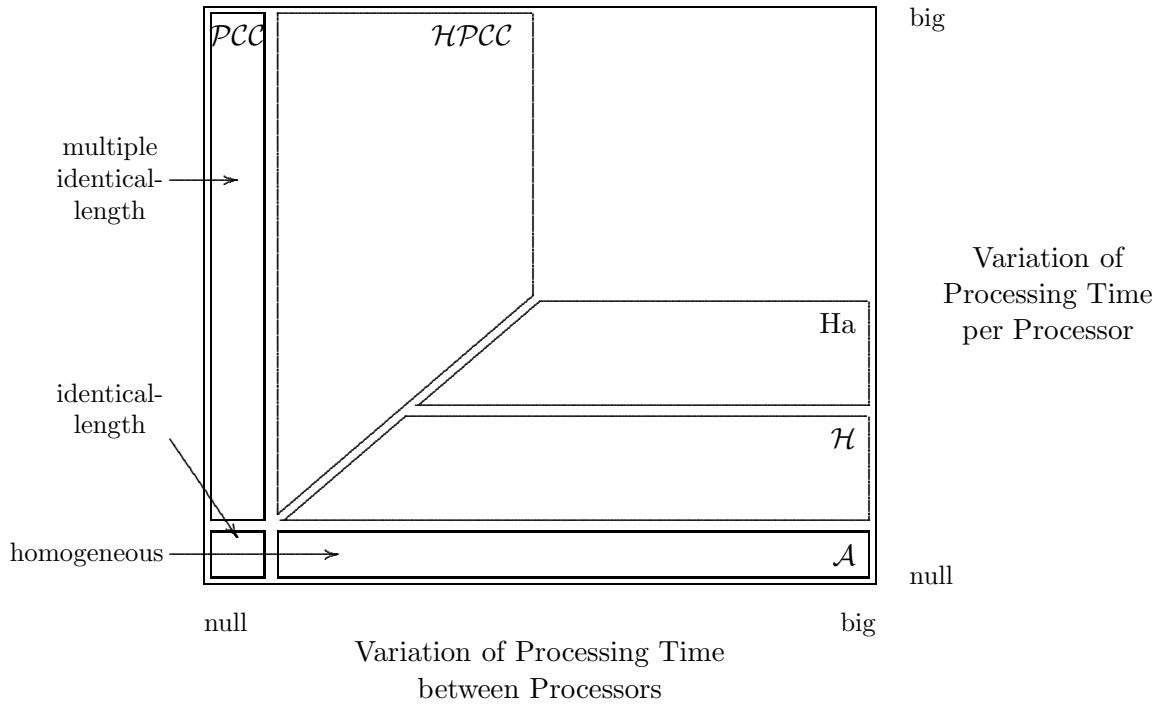 𝒫𝒞𝒞
ℋ𝒫𝒞𝒞
big
multiple
identical-
length
Variation of
Processing Time
per Processor
Ha
identical-
length
ℋ
homogeneous
𝒜
null
null
big
Variation of Processing Time
between Processors